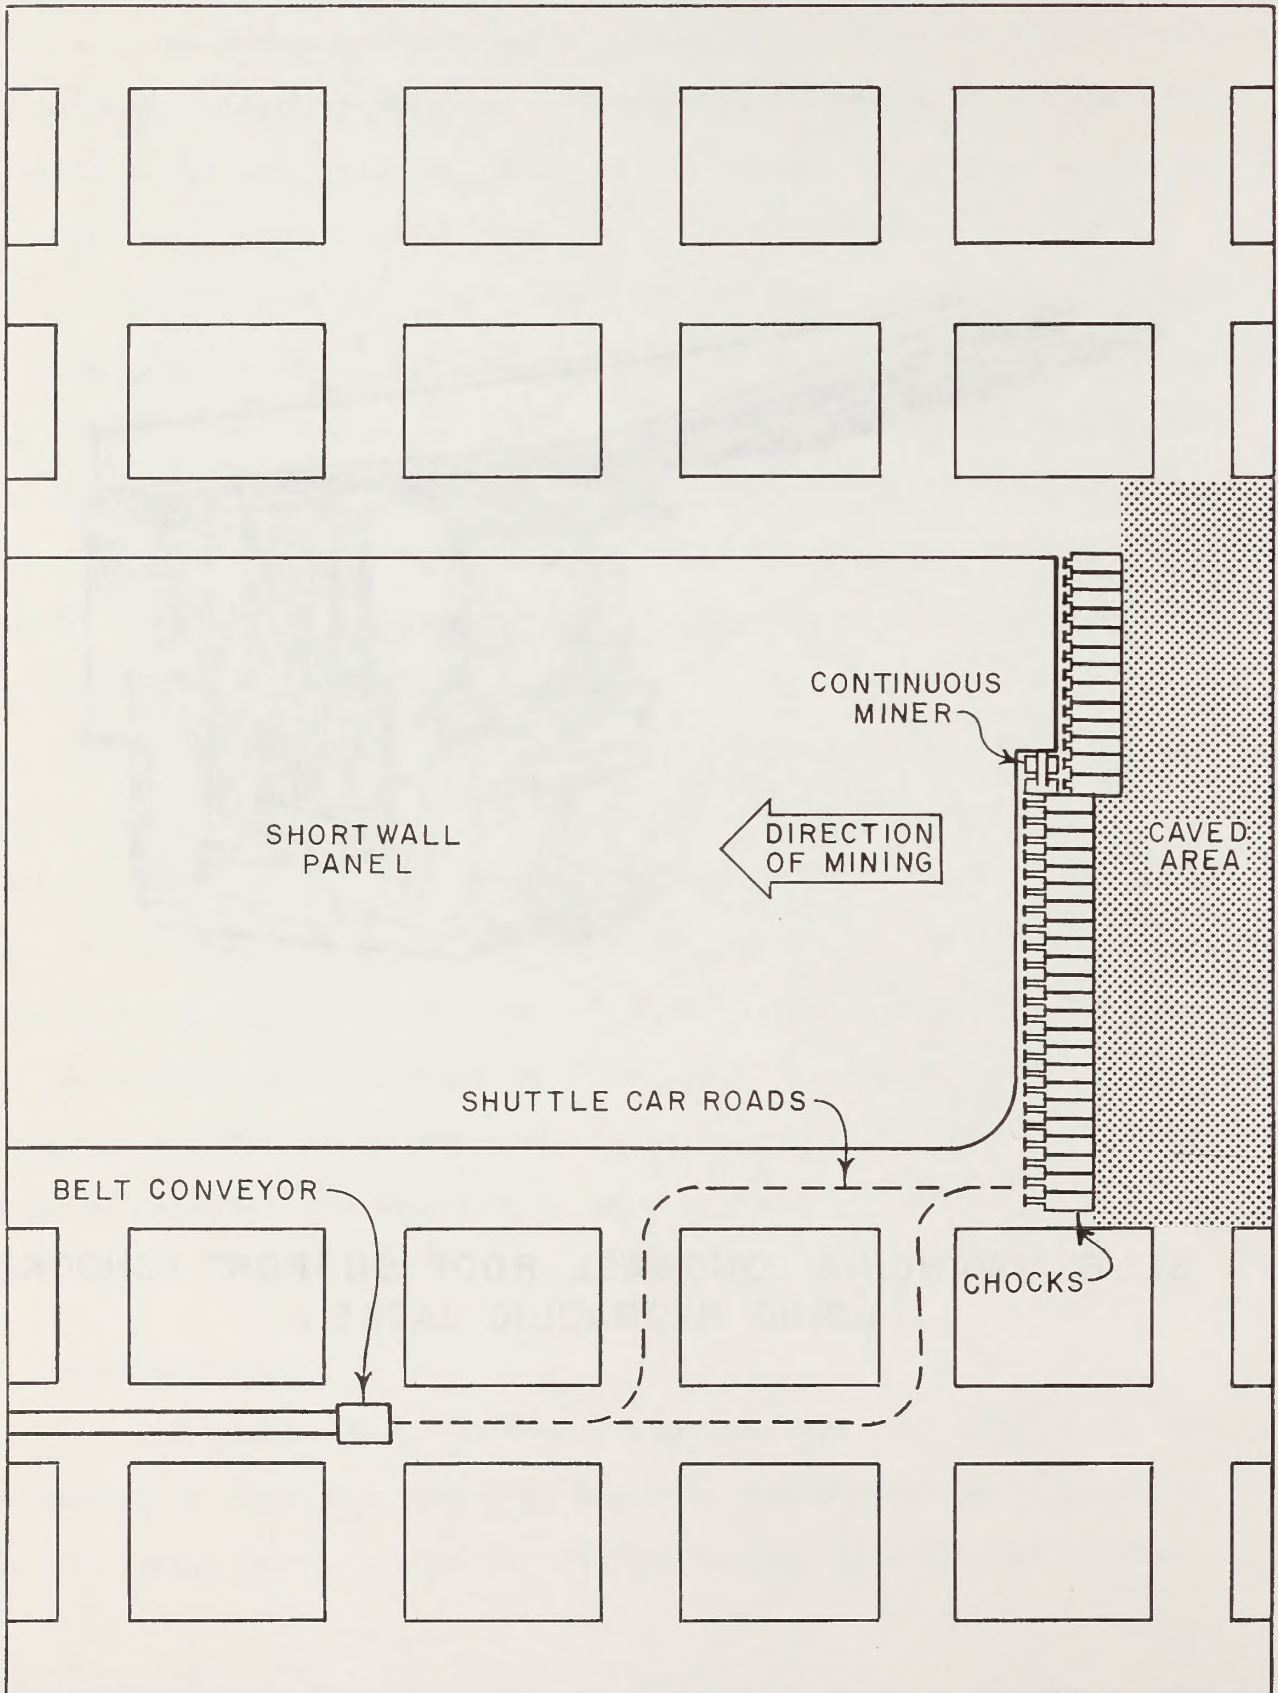 CONTINUOUS
MINER
SHORTWALL
PANEL
DIRECTION
OF MINING
CAVED
AREA
SHUTTLE CAR ROADS
BELT CONVEYOR
CHOCKS